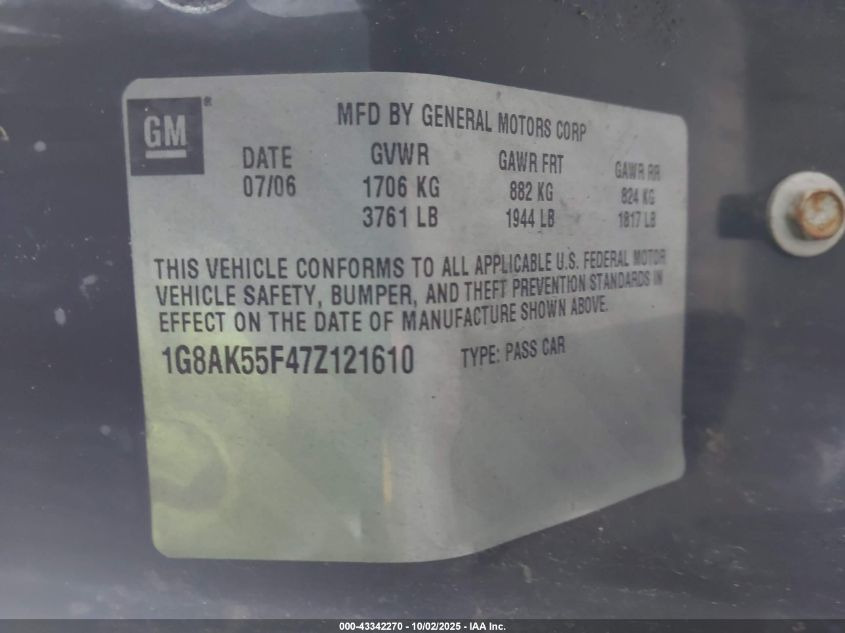 GM®
MFD BY GENERAL MOTORS CORP
DATE GVWR GAWR FRT GAWR RR
07/06 1706 KG 882 KG 824 KG
3761 LB 1944 LB 1817 LB
THIS VEHICLE CONFORMS TO ALL APPLICABLE U.S. FEDERAL MOTOR
VEHICLE SAFETY, BUMPER, AND THEFT PREVENTION STANDARDS IN
EFFECT ON THE DATE OF MANUFACTURE SHOWN ABOVE.
1G8AK55F47Z121610 TYPE: PASS CAR
000-43342270 - 10/02/2025 - IAA Inc.